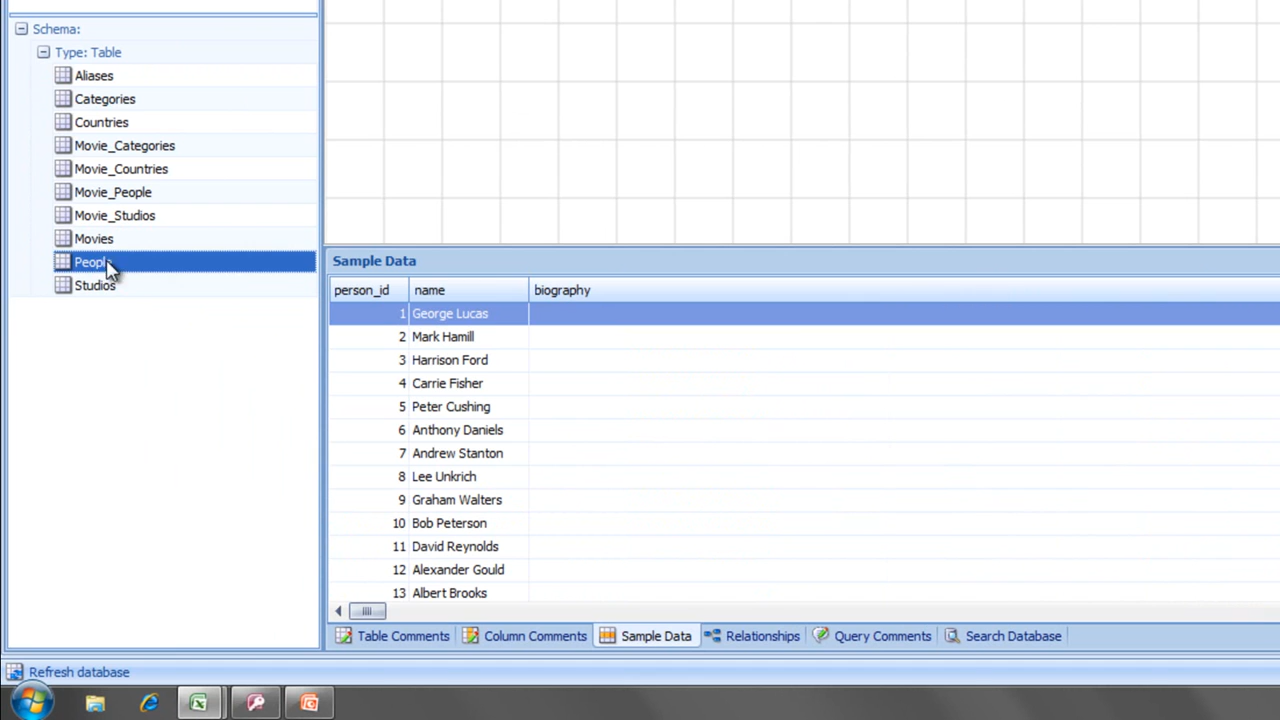 Schema:
Type: Table
Aliases
Categories
Countries
Movie_Categories
Movie_Countries
Movie_People
Movie_Studios
Movies
People
Studios
Sample Data
person_id name biography
1 George Lucas
2 Mark Hamill
3 Harrison Ford
4 Carrie Fisher
5 Peter Cushing
6 Anthony Daniels
7 Andrew Stanton
8 Lee Unkrich
9 Graham Walters
10 Bob Peterson
11 David Reynolds
12 Alexander Gould
13 Albert Brooks
Table Comments Column Comments Sample Data Relationships Query Comments Search Database
Refresh database